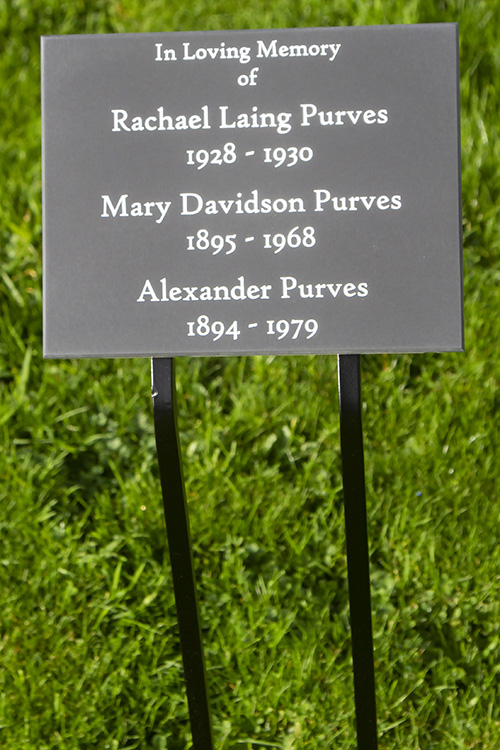 In Loving Memory
of
Rachael Laing Purves
1928 - 1930
Mary Davidson Purves
1895 - 1968
Alexander Purves
1894 - 1979